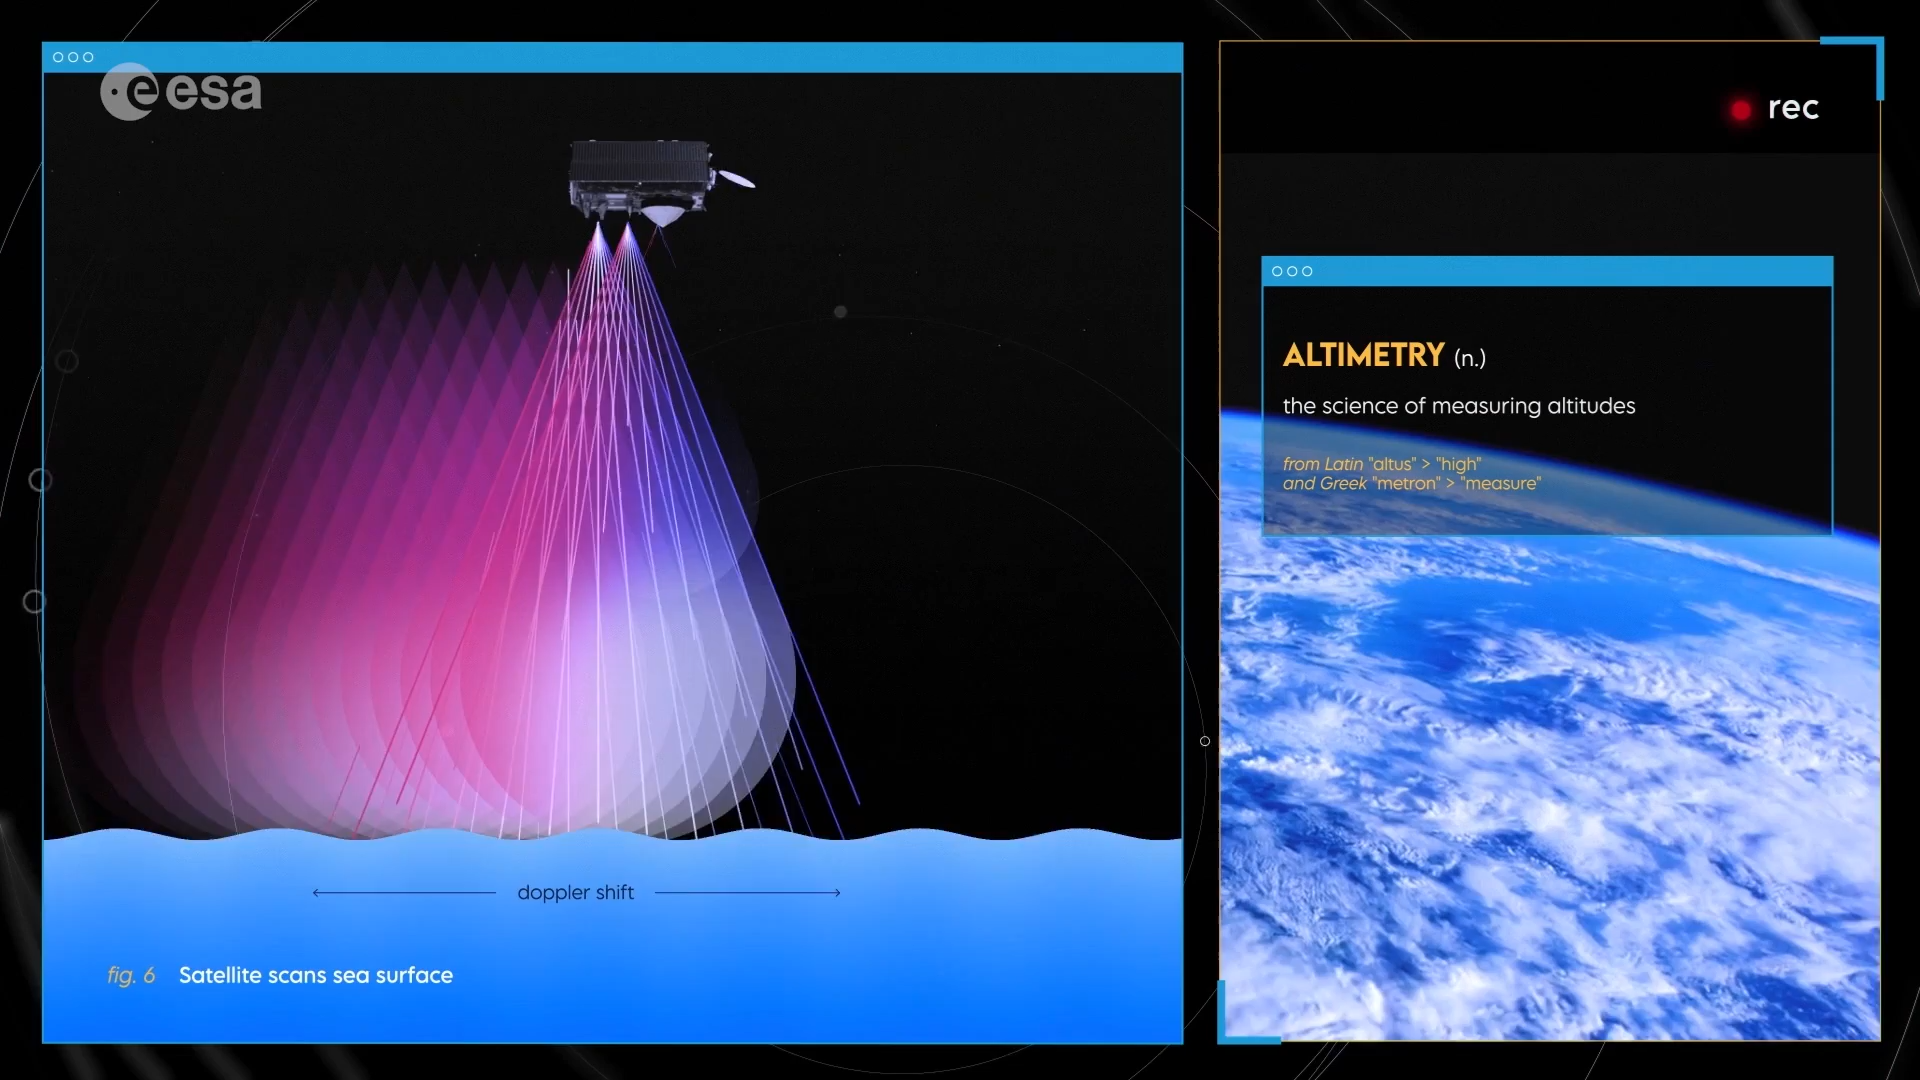 esa
doppler shift
fig. 6 Satellite scans sea surface
rec
ALTIMETRY (n.)
the science of measuring altitudes
from Latin "altus" > "high"
and Greek "metron" > "measure"